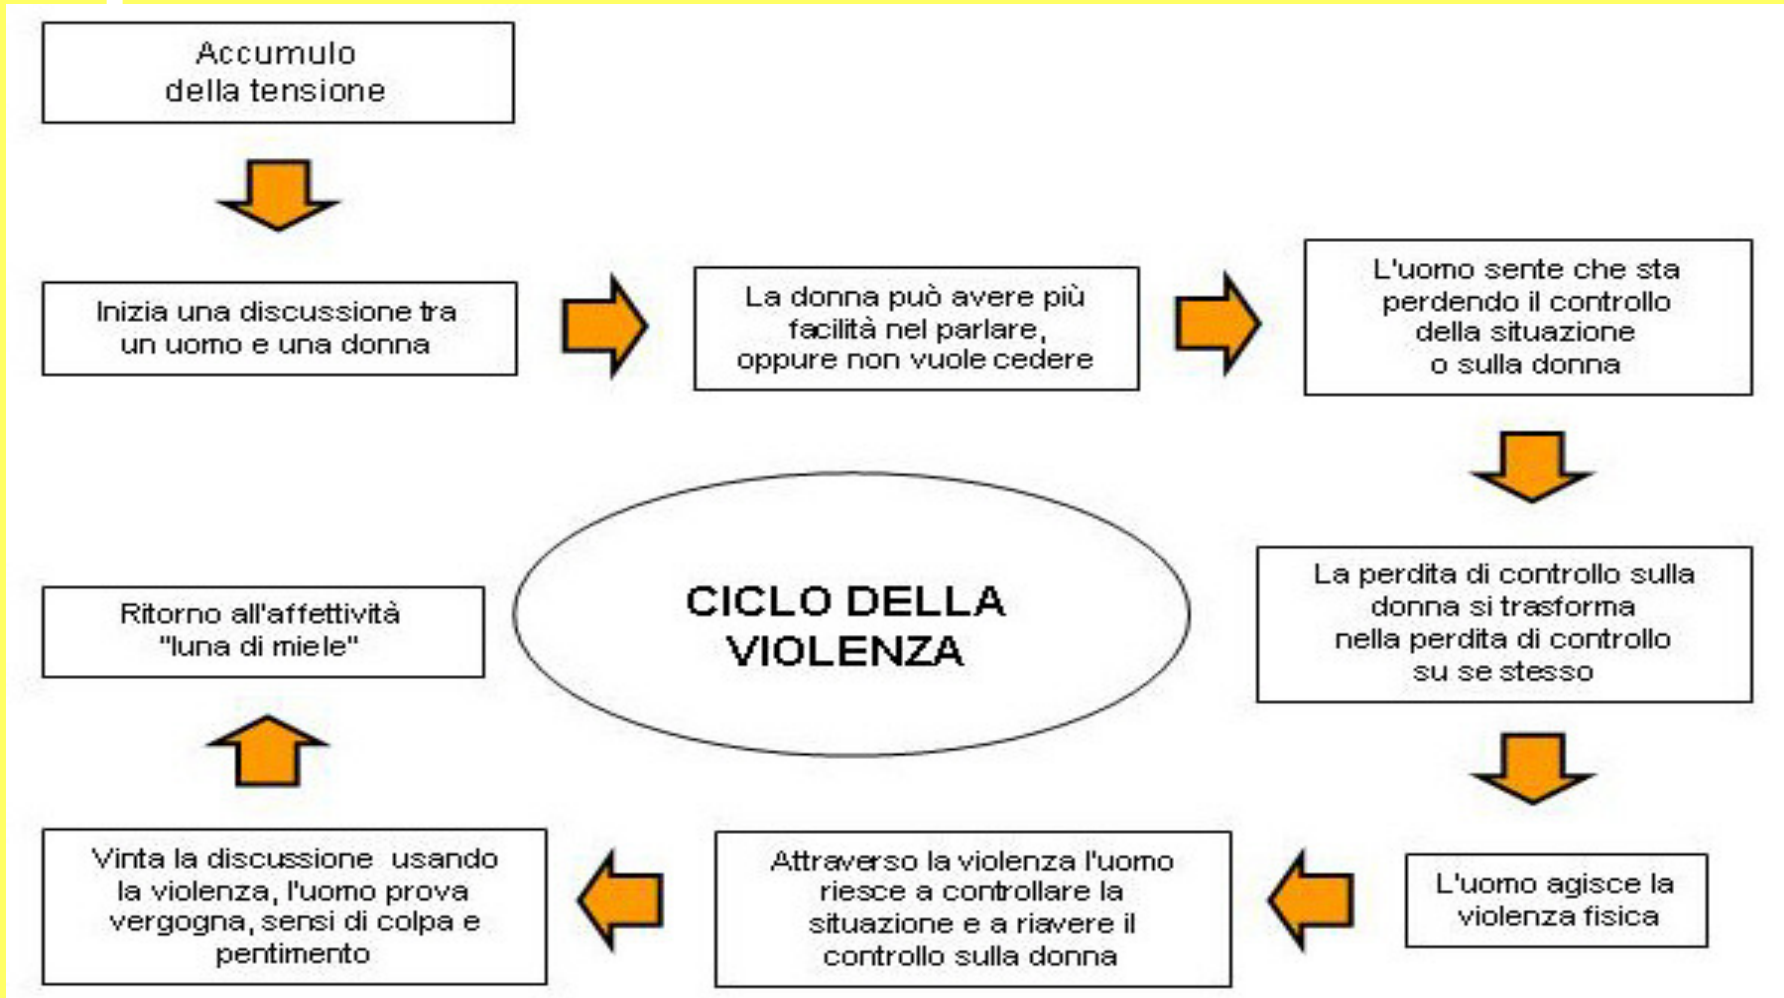 Accumulo
della tensione
Inizia una discussione tra
un uomo e una donna
La donna può avere più
facilità nel parlare,
oppure non vuole cedere
L'uomo sente che sta
perdendo il controllo
della situazione
o sulla donna
La perdita di controllo sulla
donna si trasforma
nella perdita di controllo
su se stesso
L'uomo agisce la
violenza fisica
Attraverso la violenza l'uomo
riesce a controllare la
situazione e a riavere il
controllo sulla donna
Vinta la discussione usando
la violenza, l'uomo prova
vergogna, sensi di colpa e
pentimento
Ritorno all'affettività
"luna di miele"
CICLO DELLA
VIOLENZA